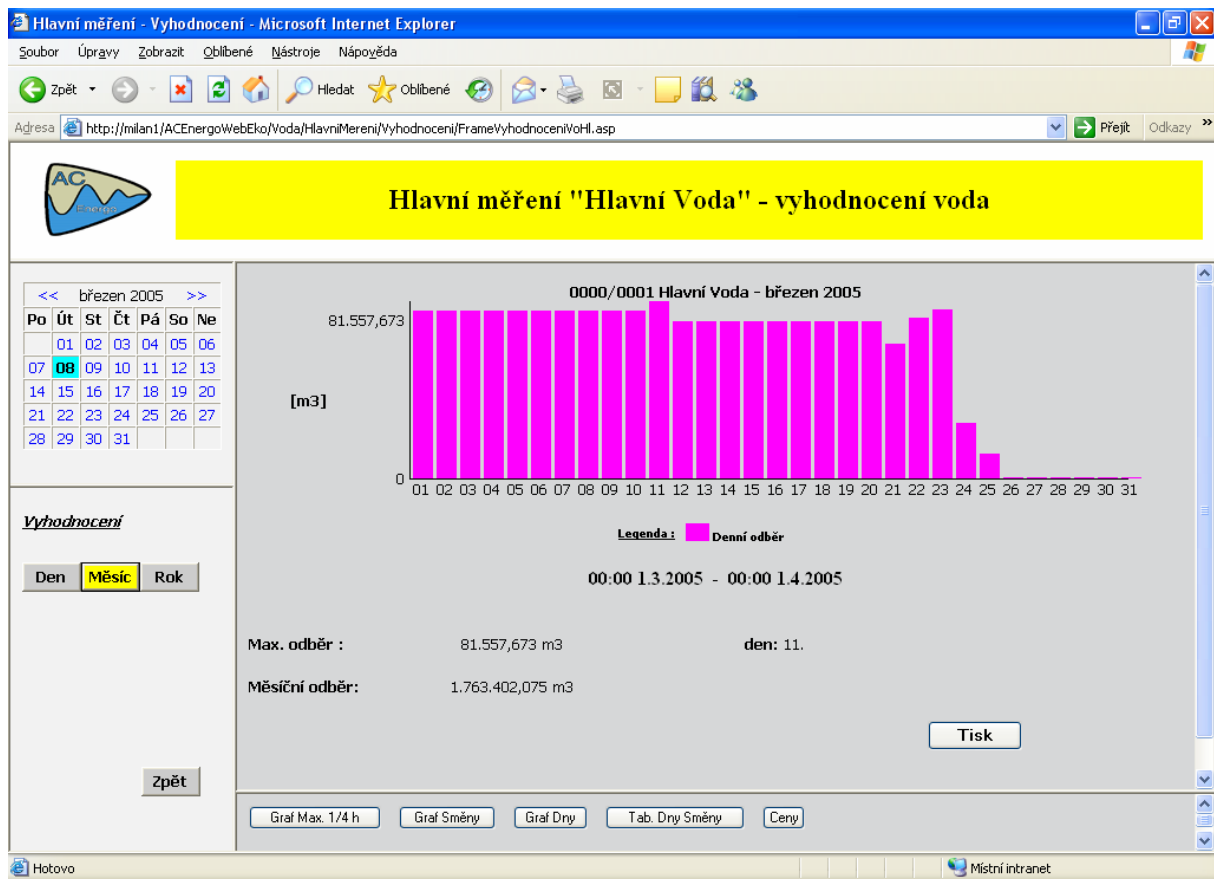 Hlavní měření - Vyhodnocení - Microsoft Internet Explorer
Soubor Úpravy Zobrazit Oblíbené Nástroje Nápověda
Zpět Hledat Oblíbené
Adresa http://milan1/ACEnergoWebEko/Voda/HlavniMereni/Vyhodnoceni/FrameVyhodnoceniVoHl.asp Přejít Odkazy »
AC
Energo
Hlavní měření "Hlavní Voda" - vyhodnocení voda
<< březen 2005 >>
Po Út St Čt Pá So Ne
01 02 03 04 05 06
07 08 09 10 11 12 13
14 15 16 17 18 19 20
21 22 23 24 25 26 27
28 29 30 31
Vyhodnocení
Den Měsíc Rok
Zpět
0000/0001 Hlavní Voda - březen 2005
81.557,673
[m3]
0
01 02 03 04 05 06 07 08 09 10 11 12 13 14 15 16 17 18 19 20 21 22 23 24 25 26 27 28 29 30 31
Legenda : Denní odběr
00:00 1.3.2005 - 00:00 1.4.2005
Max. odběr : 81.557,673 m3 den: 11.
Měsíční odběr: 1.763.402,075 m3
Tisk
Graf Max. 1/4 h Graf Směny Graf Dny Tab. Dny Směny Ceny
Hotovo Místní intranet